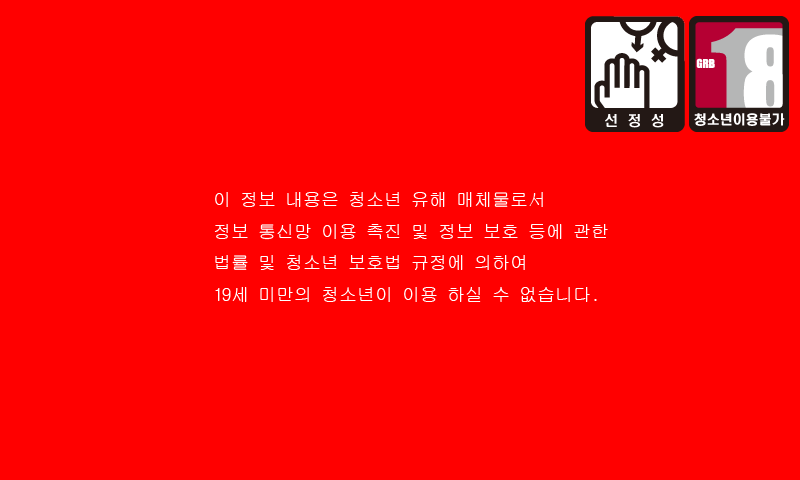 GRB 18
선정성
청소년이용불가
이 정보 내용은 청소년 유해 매체물로서
정보 통신망 이용 촉진 및 정보 보호 등에 관한
법률 및 청소년 보호법 규정에 의하여
19세 미만의 청소년이 이용 하실 수 없습니다.